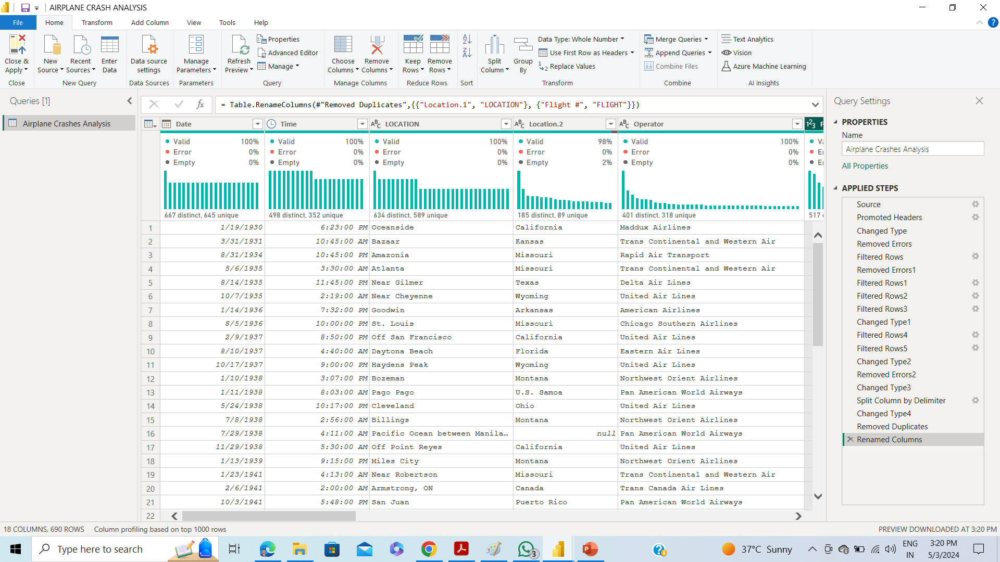 AIRPLANE CRASH ANALYSIS
File Home Transform Add Column View Tools Help
Close & Apply
Close
New Source
Recent Sources
Enter Data
New Query
Data source settings
Data Sources
Manage Parameters
Parameters
Refresh Preview
Properties
Advanced Editor
Manage
Query
Choose Columns
Remove Columns
Manage Columns
Keep Rows
Remove Rows
Reduce Rows
Sort
Split Column
Group By
Data Type: Whole Number
Use First Row as Headers
Replace Values
Transform
Merge Queries
Append Queries
Combine Files
Combine
Text Analytics
Vision
Azure Machine Learning
AI Insights
Queries [1]
Airplane Crashes Analysis
= Table.RenameColumns(#"Removed Duplicates",{{"Location.1", "LOCATION"}, {"Flight #", "FLIGHT"}})
Date Time LOCATION Location.2 Operator
Valid 100% Valid 100% Valid 100% Valid 98% Valid 100%
Error 0% Error 0% Error 0% Error 0% Error 0%
Empty 0% Empty 0% Empty 0% Empty 2% Empty 0%
667 distinct, 645 unique 498 distinct, 352 unique 634 distinct, 589 unique 185 distinct, 89 unique 401 distinct, 318 unique 517
1 1/19/1930 6:23:00 PM Oceanside California Maddux Airlines
2 3/31/1931 10:45:00 AM Bazaar Kansas Trans Continental and Western Air
3 8/31/1934 10:45:00 PM Amazonia Missouri Rapid Air Transport
4 5/6/1935 3:30:00 AM Atlanta Missouri Trans Continental and Western Air
5 8/14/1935 11:45:00 PM Near Gilmer Texas Delta Air Lines
6 10/7/1935 2:19:00 AM Near Cheyenne Wyoming United Air Lines
7 1/14/1936 7:32:00 PM Goodwin Arkansas American Airlines
8 8/5/1936 10:00:00 PM St. Louis Missouri Chicago Southern Airlines
9 2/9/1937 8:50:00 PM Off San Francisco California United Air Lines
10 8/10/1937 4:40:00 AM Daytona Beach Florida Eastern Air Lines
11 10/17/1937 9:00:00 PM Haydens Peak Wyoming United Air Lines
12 1/10/1938 3:07:00 PM Bozeman Montana Northwest Orient Airlines
13 1/11/1938 8:03:00 AM Pago Pago U.S. Samoa Pan American World Airways
14 5/24/1938 10:17:00 PM Cleveland Ohio United Air Lines
15 7/8/1938 2:56:00 AM Billings Montana Northwest Orient Airlines
16 7/29/1938 4:11:00 AM Pacific Ocean between Manila... null Pan American World Airways
17 11/29/1938 5:30:00 AM Off Point Reyes California United Air Lines
18 1/13/1939 9:15:00 PM Miles City Montana Northwest Orient Airlines
19 1/23/1941 4:13:00 AM Near Robertson Missouri Trans Continental and Western Air
20 2/6/1941 2:00:00 AM Armstrong, ON Canada Trans Canada Air Lines
21 10/3/1941 5:48:00 PM San Juan Puerto Rico Pan American World Airways
22
Query Settings
PROPERTIES
Name
Airplane Crashes Analysis
All Properties
APPLIED STEPS
Source
Promoted Headers
Changed Type
Removed Errors
Filtered Rows
Removed Errors1
Filtered Rows1
Filtered Rows2
Filtered Rows3
Changed Type1
Filtered Rows4
Filtered Rows5
Changed Type2
Removed Errors2
Changed Type3
Split Column by Delimiter
Changed Type4
Removed Duplicates
Renamed Columns
18 COLUMNS, 690 ROWS Column profiling based on top 1000 rows PREVIEW DOWNLOADED AT 3:20 PM
Type here to search
3
37°C Sunny
ENG
IN
3:20 PM
5/3/2024